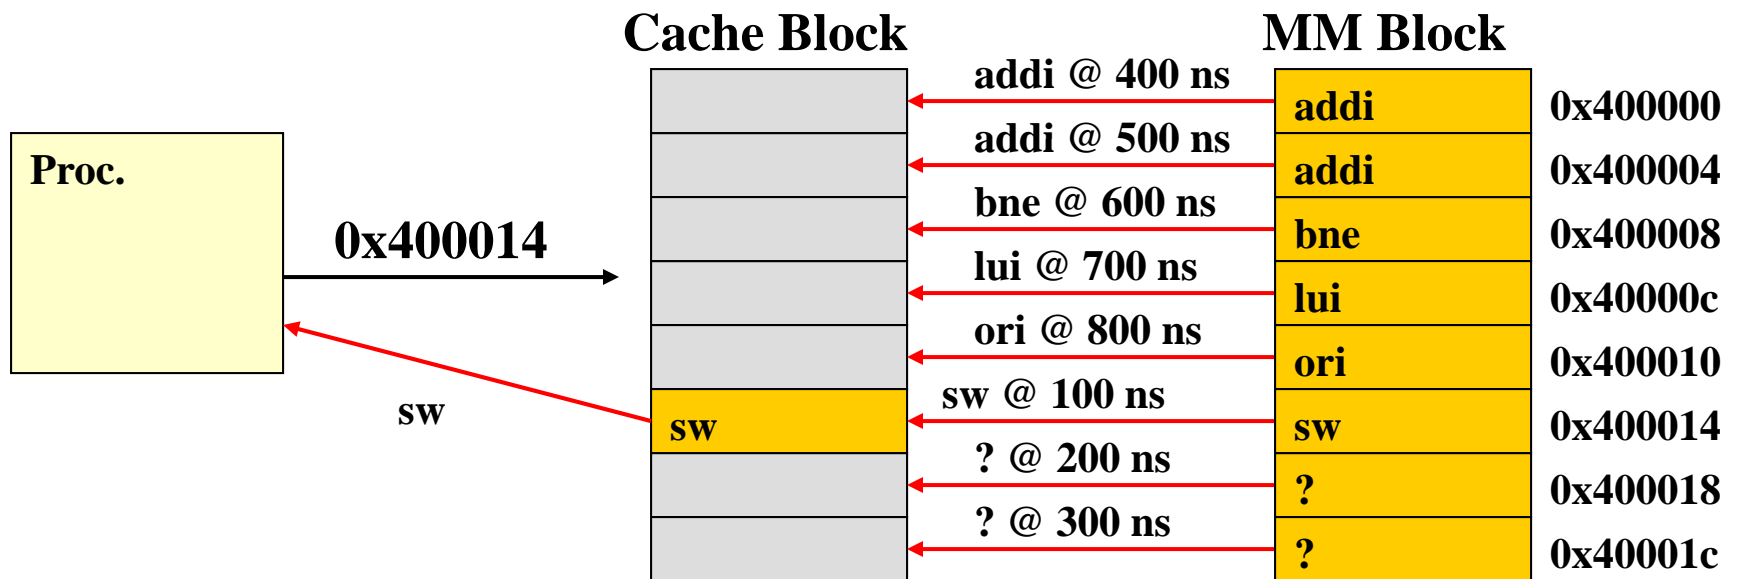 Cache Block MM Block
addi @ 400 ns
addi 0x400000
addi @ 500 ns
Proc. addi 0x400004
bne @ 600 ns
0x400014 bne 0x400008
lui @ 700 ns
lui 0x40000c
ori @ 800 ns
ori 0x400010
sw @ 100 ns
sw sw sw 0x400014
? @ 200 ns
? 0x400018
? @ 300 ns
? 0x40001c